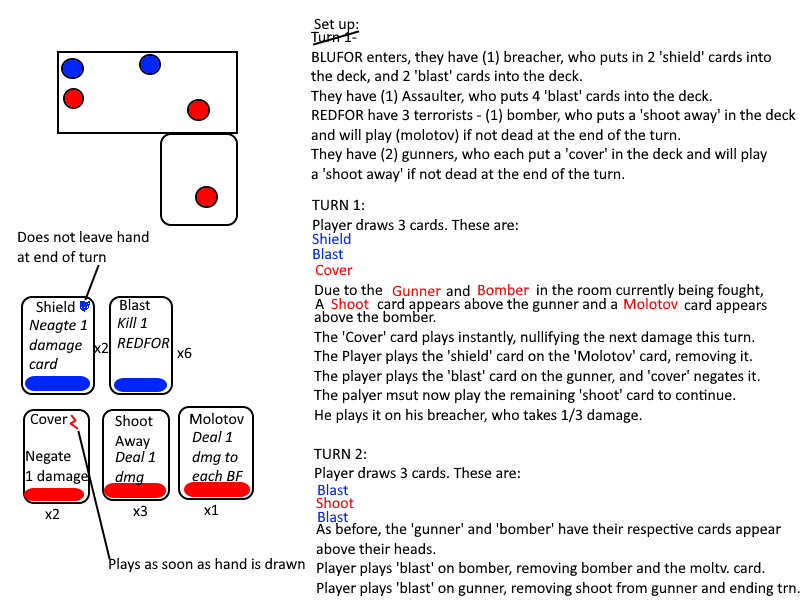 Set up:
Turn 1-
BLUFOR enters, they have (1) breacher, who puts in 2 'shield' cards into
the deck, and 2 'blast' cards into the deck.
They have (1) Assaulter, who puts 4 'blast' cards into the deck.
REDFOR have 3 terrorists - (1) bomber, who puts a 'shoot away' in the deck
and will play (molotov) if not dead at the end of the turn.
They have (2) gunners, who each put a 'cover' in the deck and will play
a 'shoot away' if not dead at the end of the turn.
TURN 1:
Player draws 3 cards. These are:
Shield
Blast
Cover
Due to the Gunner and Bomber in the room currently being fought,
A Shoot card appears above the gunner and a Molotov card appears
above the bomber.
The 'Cover' card plays instantly, nullifying the next damage this turn.
The Player plays the 'shield' card on the 'Molotov' card, removing it.
The player plays the 'blast' card on the gunner, and 'cover' negates it.
The palyer msut now play the remaining 'shoot' card to continue.
He plays it on his breacher, who takes 1/3 damage.
TURN 2:
Player draws 3 cards. These are:
Blast
Shoot
Blast
As before, the 'gunner' and 'bomber' have their respective cards appear
above their heads.
Player plays 'blast' on bomber, removing bomber and the moltv. card.
Player plays 'blast' on gunner, removing shoot from gunner and ending trn.
Does not leave hand
at end of turn
Shield
Neagte 1
damage
card
x2
Blast
Kill 1
REDFOR
x6
Cover
Negate
1 damage
x2
Shoot
Away
Deal 1
dmg
x3
Molotov
Deal 1
dmg to
each BF
x1
Plays as soon as hand is drawn